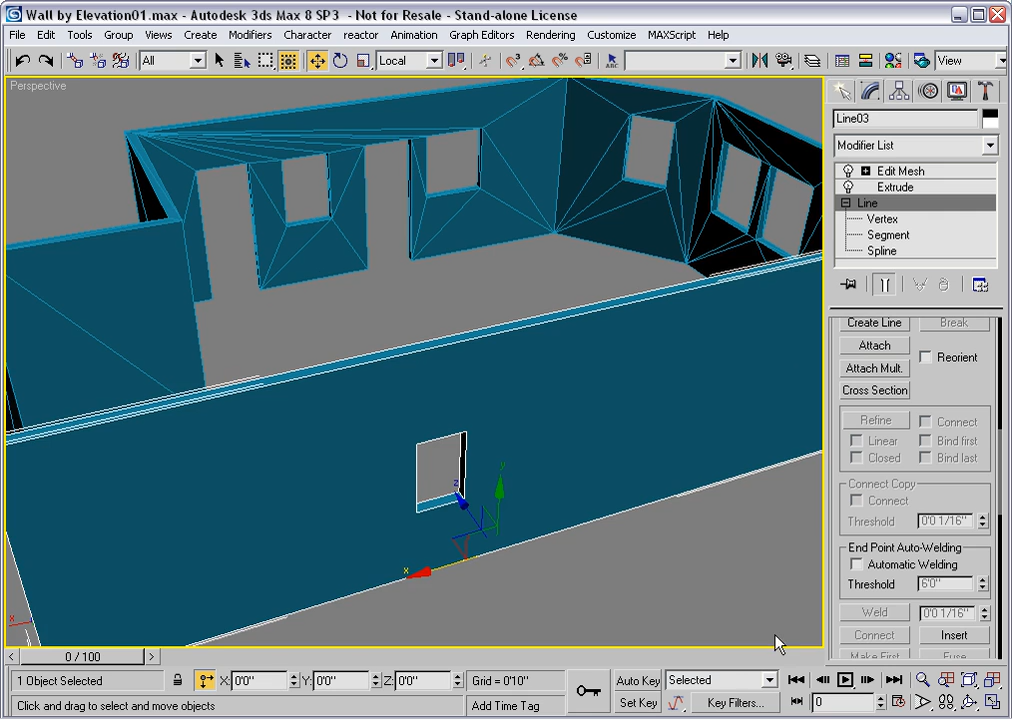 Wall by Elevation01.max - Autodesk 3ds Max 8 SP3 - Not for Resale - Stand-alone License
File Edit Tools Group Views Create Modifiers Character reactor Animation Graph Editors Rendering Customize MAXScript Help
All Local View
Perspective
Line03
Modifier List
Edit Mesh
Extrude
Line
Vertex
Segment
Spline
Create Line Break
Attach
Reorient
Attach Mult.
Cross Section
Refine Connect
Linear Bind first
Closed Bind last
Connect Copy
Connect
Threshold 0'0 1/16"
End Point Auto-Welding
Automatic Welding
Threshold 6'0"
Weld 0'0 1/16"
Connect Insert
Make First Fuse
y
z
x
x
0 / 100
1 Object Selected X: 0'0" Y: 0'0" Z: 0'0" Grid = 0'10" Auto Key Selected
Click and drag to select and move objects Add Time Tag Set Key Key Filters... 0